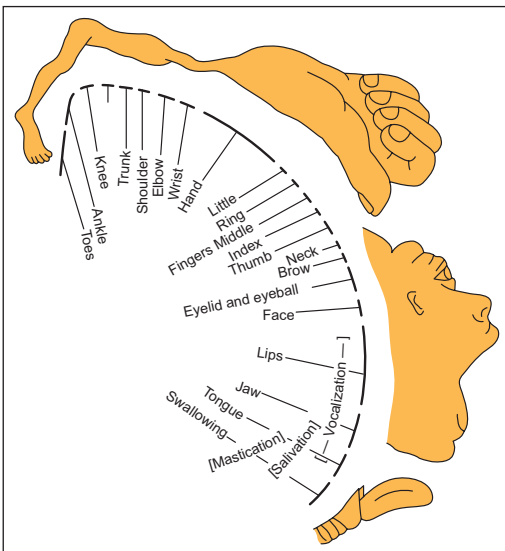 Toes
Ankle
Knee
Trunk
Shoulder
Elbow
Wrist
Hand
Little
Ring
Fingers Middle
Index
Thumb
Neck
Brow
Eyelid and eyeball
Face
Lips
Jaw
Tongue
Swallowing
[Mastication]
[Salivation]
[— Vocalization —]